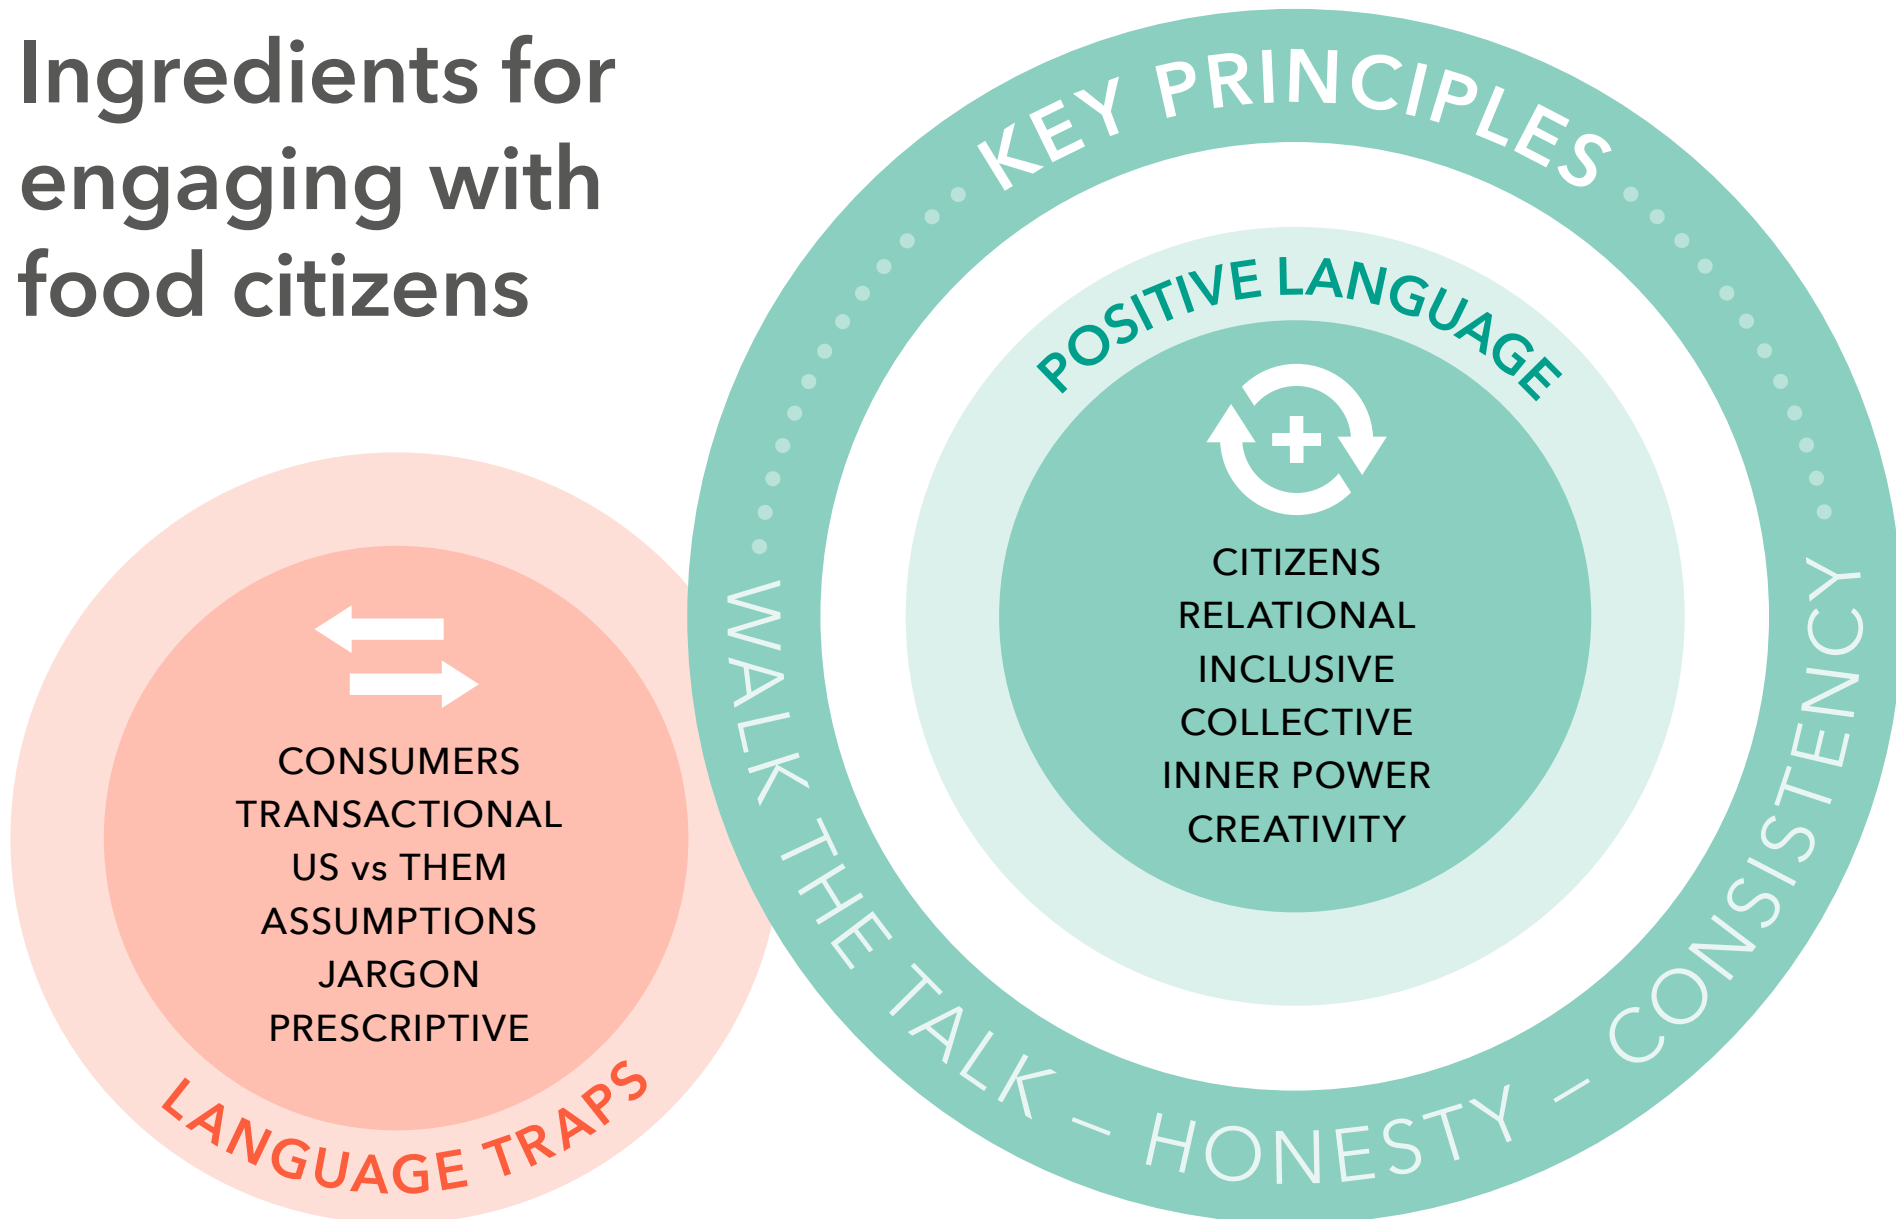 Ingredients for
engaging with
food citizens
KEY PRINCIPLES
WALK THE TALK – HONESTY – CONSISTENCY
POSITIVE LANGUAGE
CITIZENS
RELATIONAL
INCLUSIVE
COLLECTIVE
INNER POWER
CREATIVITY
CONSUMERS
TRANSACTIONAL
US vs THEM
ASSUMPTIONS
JARGON
PRESCRIPTIVE
LANGUAGE TRAPS